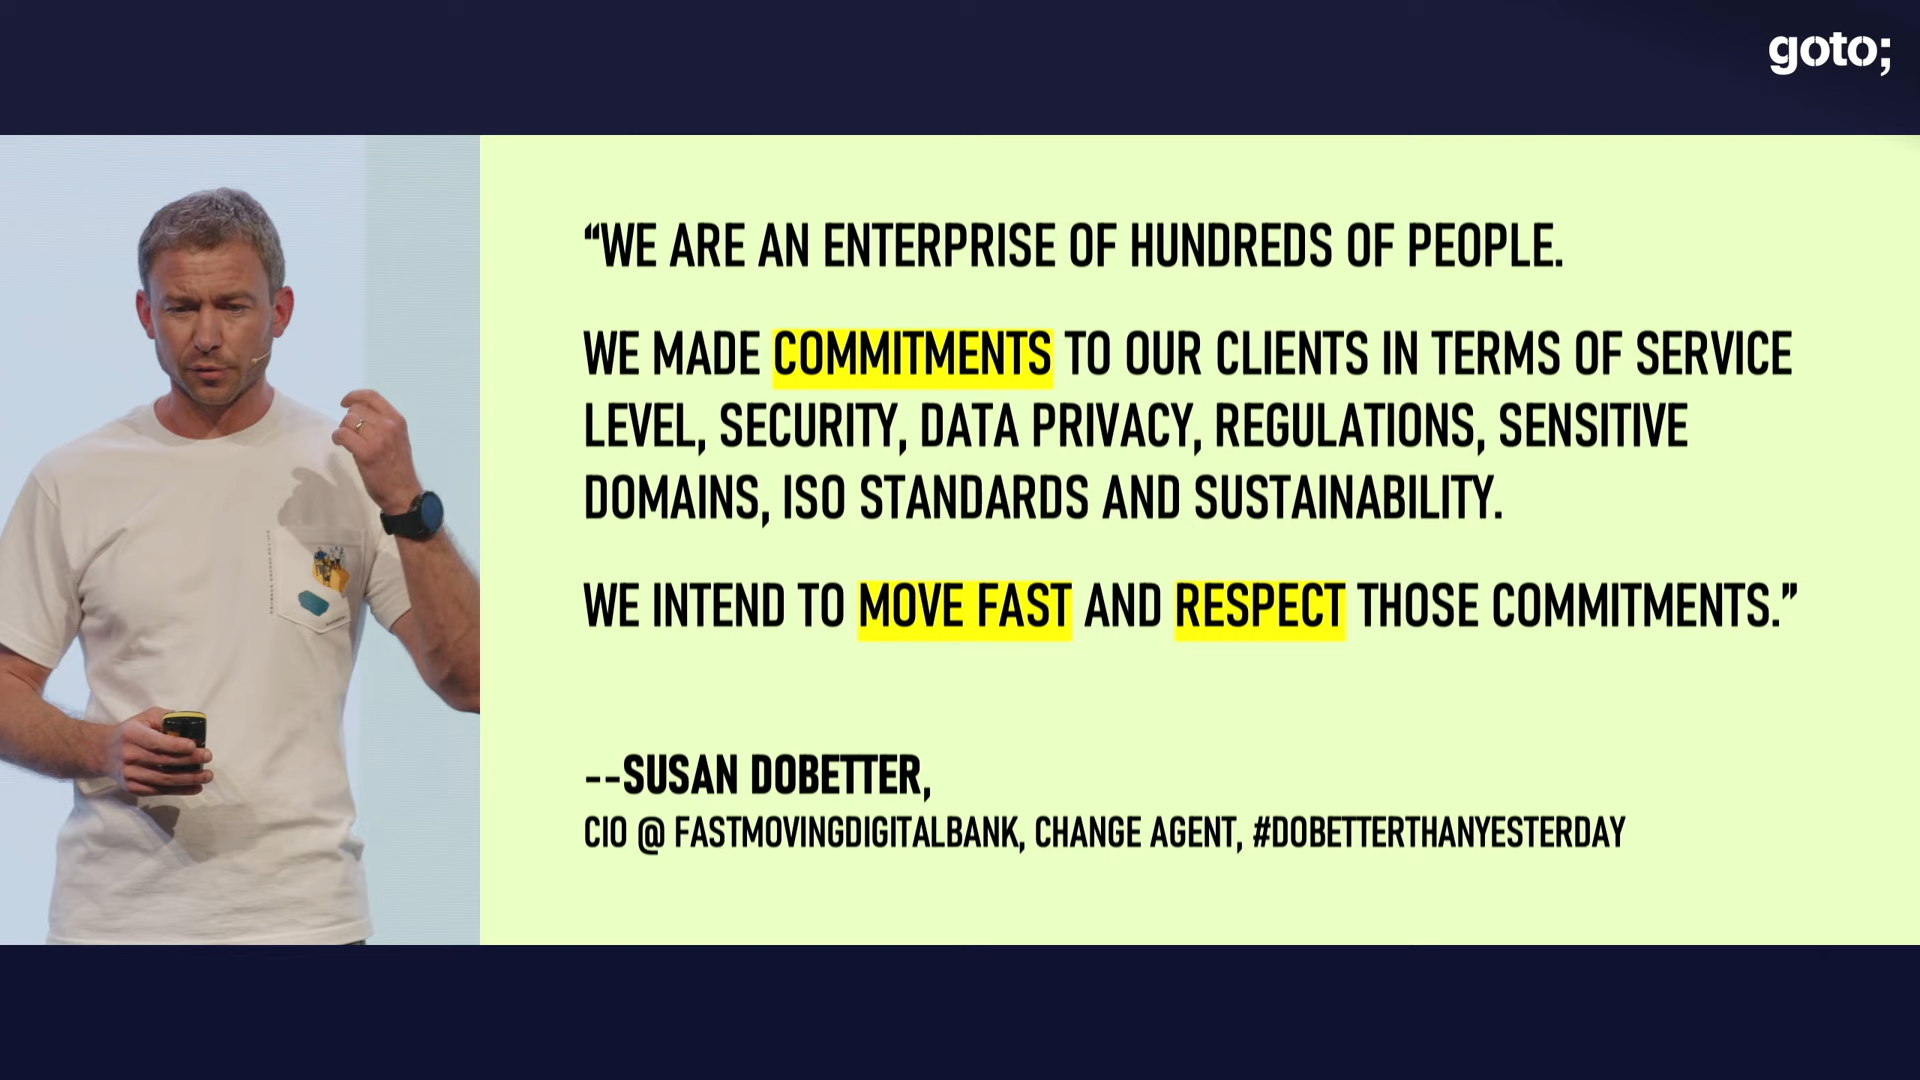 goto;
“WE ARE AN ENTERPRISE OF HUNDREDS OF PEOPLE.
WE MADE COMMITMENTS TO OUR CLIENTS IN TERMS OF SERVICE
LEVEL, SECURITY, DATA PRIVACY, REGULATIONS, SENSITIVE
DOMAINS, ISO STANDARDS AND SUSTAINABILITY.
WE INTEND TO MOVE FAST AND RESPECT THOSE COMMITMENTS.”
--SUSAN DOBETTER,
CIO @ FASTMOVINGDIGITALBANK, CHANGE AGENT, #DOBETTERTHANYESTERDAY